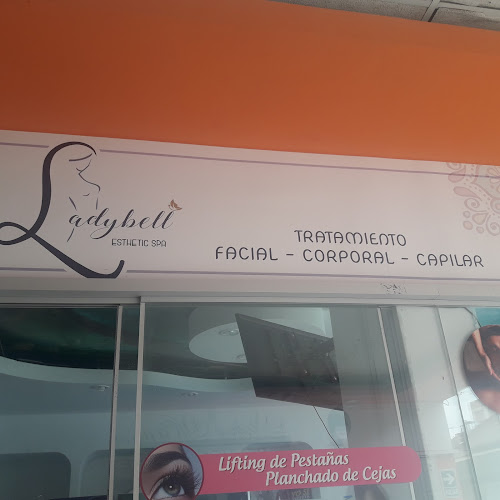 Ladybell
ESTHETIC SPA
TRATAMIENTO
FACIAL - CORPORAL - CAPILAR
Lifting de Pestañas
Planchado de Cejas